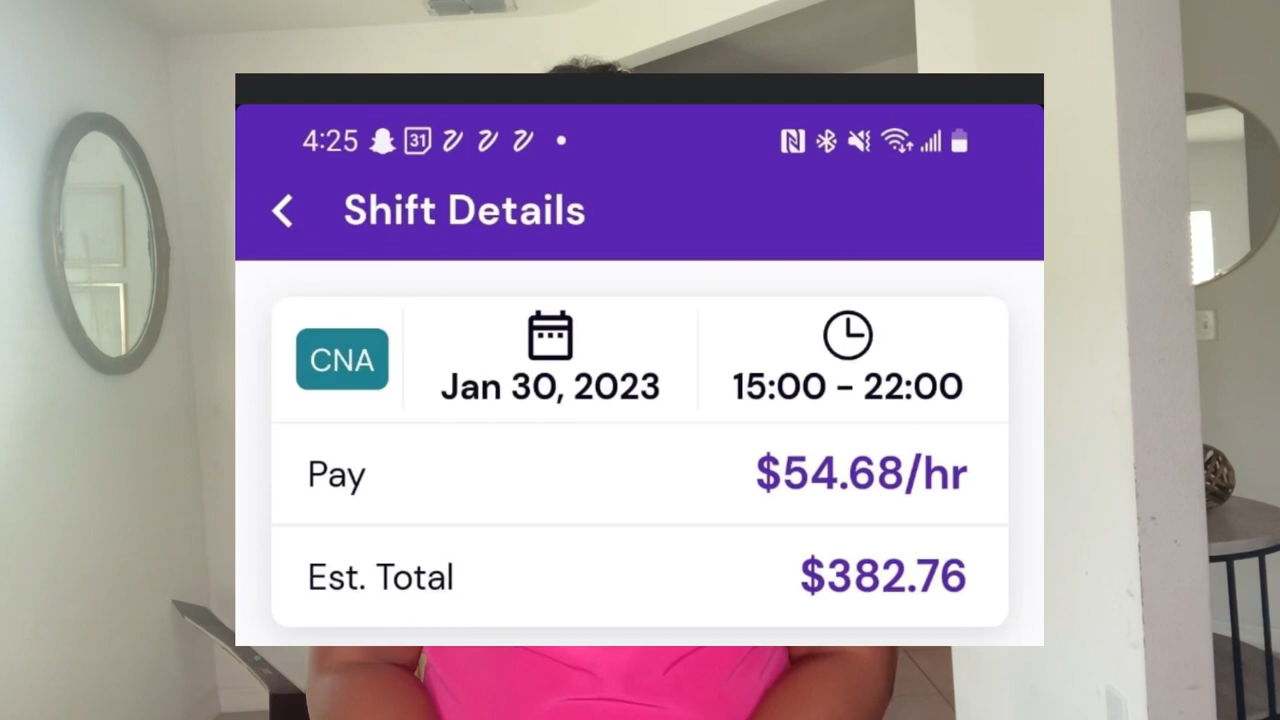 4:25 31
Shift Details
CNA
Jan 30, 2023
15:00 - 22:00
Pay
$54.68/hr
Est. Total
$382.76